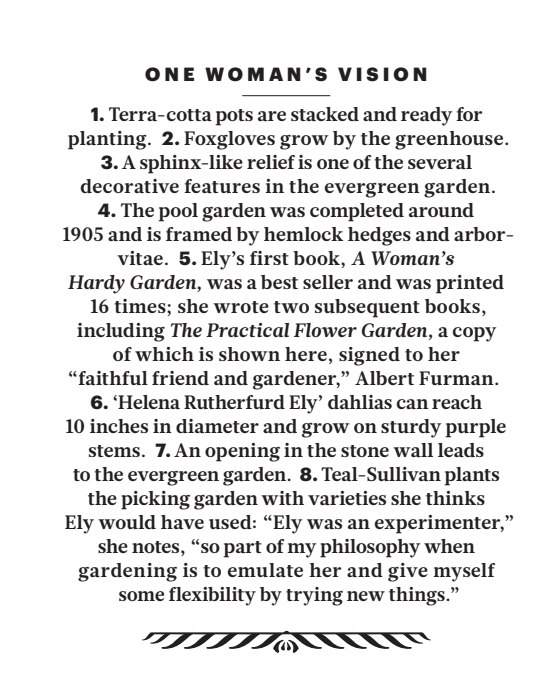 ONE WOMAN’S VISION
1. Terra-cotta pots are stacked and ready for
planting. 2. Foxgloves grow by the greenhouse.
3. A sphinx-like relief is one of the several
decorative features in the evergreen garden.
4. The pool garden was completed around
1905 and is framed by hemlock hedges and arbor-
vitae. 5. Ely’s first book, A Woman’s
Hardy Garden, was a best seller and was printed
16 times; she wrote two subsequent books,
including The Practical Flower Garden, a copy
of which is shown here, signed to her
“faithful friend and gardener,” Albert Furman.
6. ‘Helena Rutherfurd Ely’ dahlias can reach
10 inches in diameter and grow on sturdy purple
stems. 7. An opening in the stone wall leads
to the evergreen garden. 8. Teal-Sullivan plants
the picking garden with varieties she thinks
Ely would have used: “Ely was an experimenter,”
she notes, “so part of my philosophy when
gardening is to emulate her and give myself
some flexibility by trying new things.”